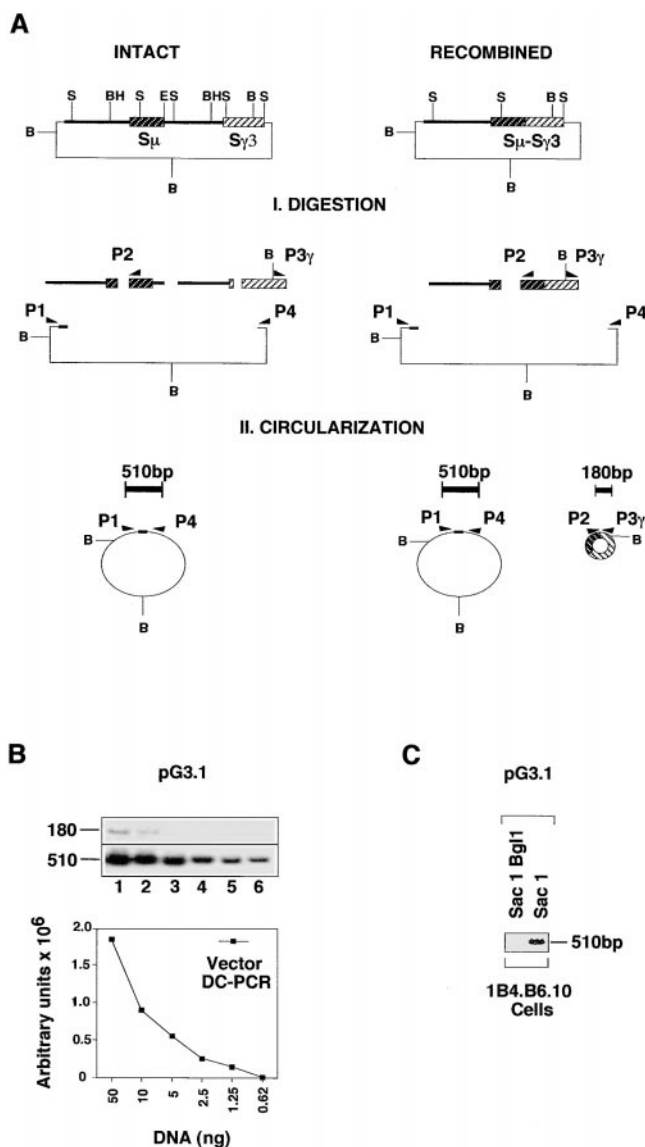 A
INTACT
RECOMBINED
S BH S ES BHS B S
S S B S
B
Sμ Sγ3
B
Sμ-Sγ3
B B
I. DIGESTION
P2 B P3γ
P2 B P3γ
P1 P4
P1 P4
B
B
B
B
II. CIRCULARIZATION
510bp
510bp
180bp
P1 P4
P1 P4
P2 P3γ
B
B
B
B
B
B
pG3.1
180
510
1 2 3 4 5 6
Arbitrary units x 10⁶
2.0
1.5
1.0
0.5
0
Vector
DC-PCR
50 10 5 2.5 1.25 0.62
DNA (ng)
C
pG3.1
Sac 1 Bgl1
Sac 1
510bp
1B4.B6.10
Cells